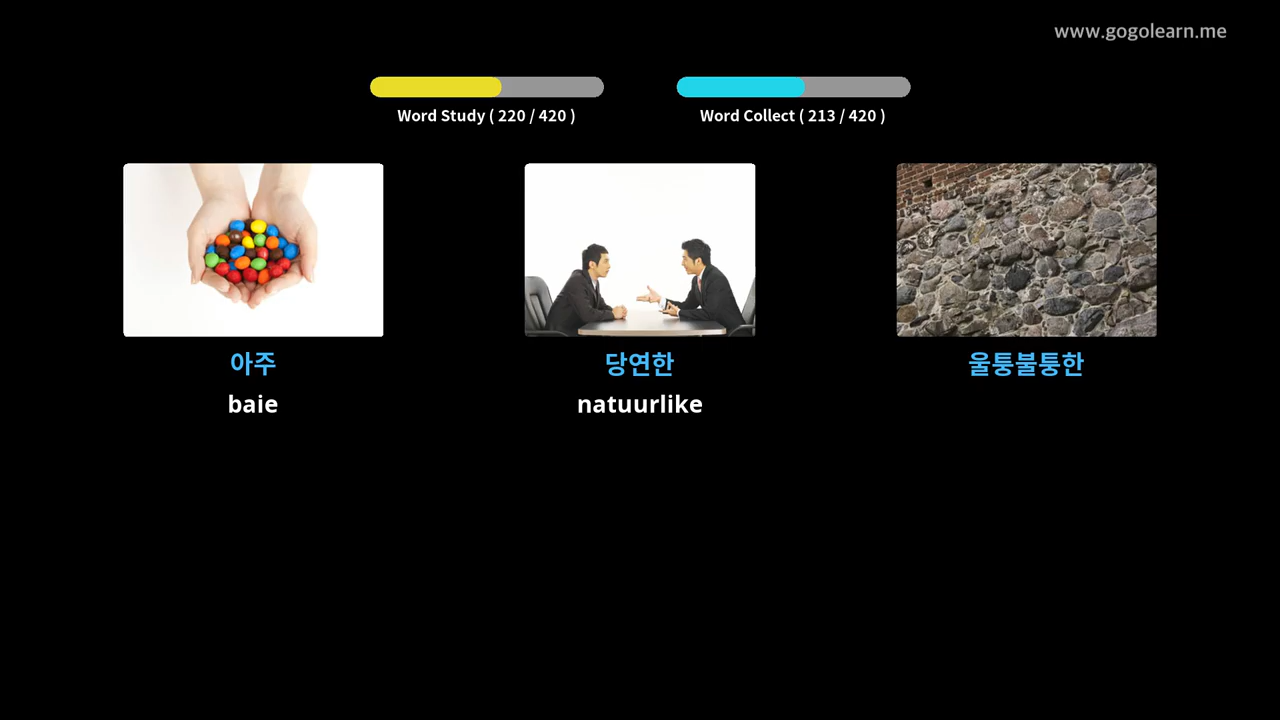 www.gogolearn.me
Word Study ( 220 / 420 )
Word Collect ( 213 / 420 )
아주
baie
당연한
natuurlike
울퉁불퉁한